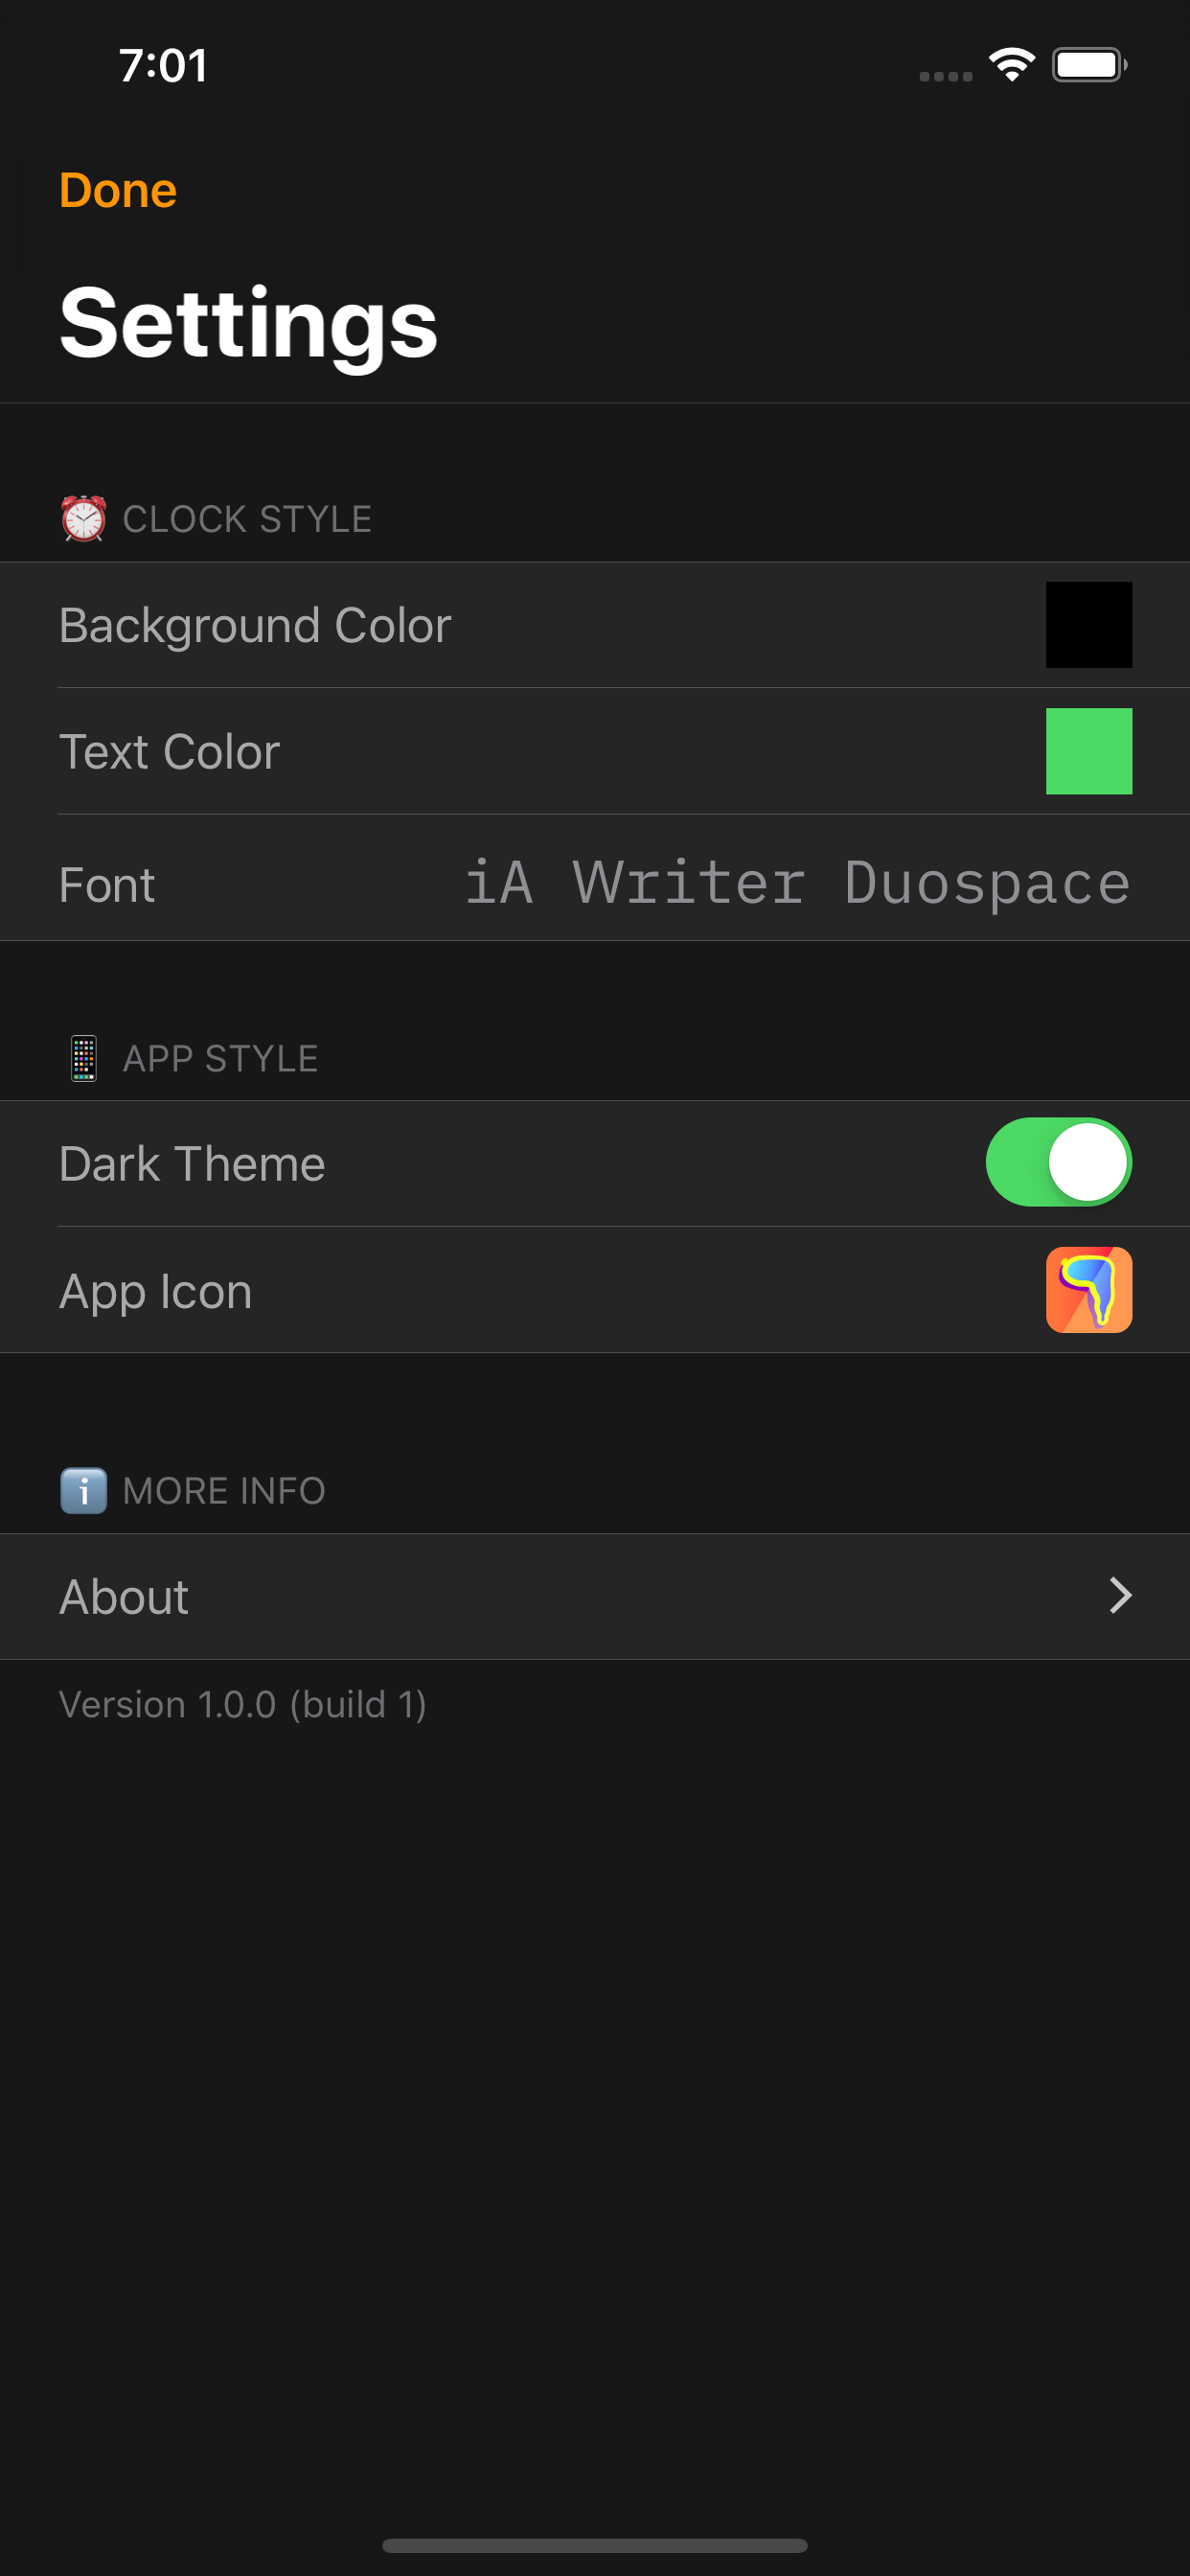 7:01
Done
Settings
⏰ CLOCK STYLE
Background Color
Text Color
Font iA Writer Duospace
📱 APP STYLE
Dark Theme
App Icon
ℹ️ MORE INFO
About
Version 1.0.0 (build 1)